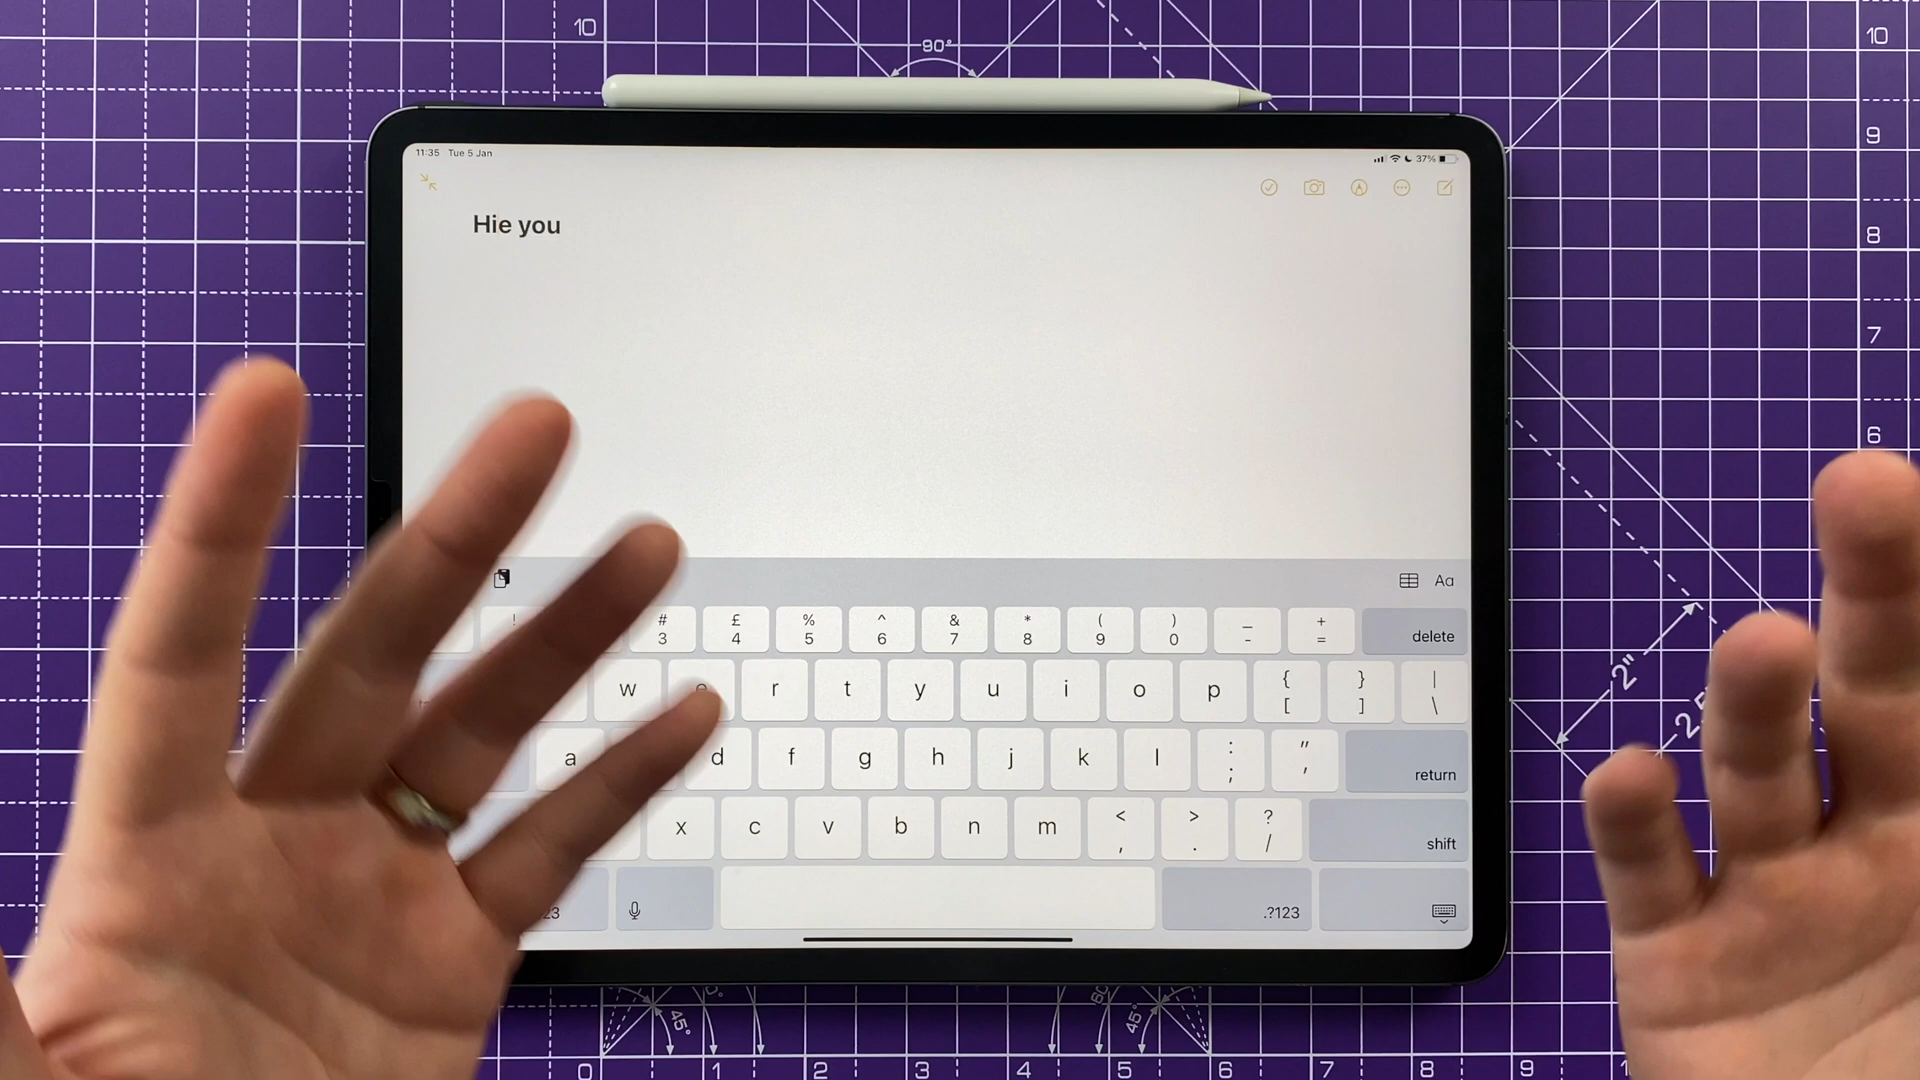 10
90°
10
9
11:35 Tue 5 Jan
37%
8
Hie you
7
6
Aa
!
# 3
£ 4
% 5
^ 6
& 7
* 8
( 9
) 0
_ -
+ =
delete
w r t y u i o p { [ } ] | \
2"
a d f g h j k l : ; " '
return
x c v b n m < , > . ? /
shift
.?123
45°
60
45°
0 1 2 3 4 5 6 7 8 9